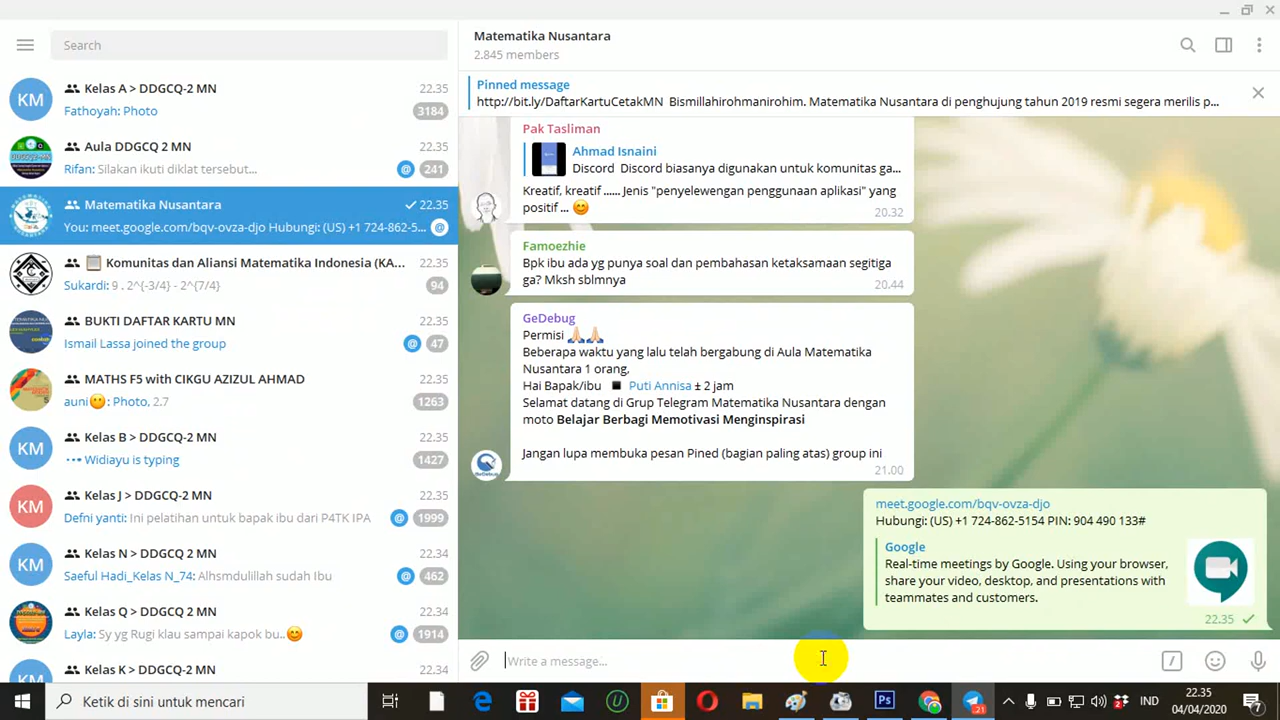 Search
KM
Kelas A > DDGCQ-2 MN
22.35
Fathoyah: Photo
3184
Aula DDGCQ 2 MN
22.35
Rifan: Silakan ikuti diklat tersebut...
@ 241
Matematika Nusantara
22.35
You: meet.google.com/bqv-ovza-djo Hubungi: (US) +1 724-862-5...
@
📋 Komunitas dan Aliansi Matematika Indonesia (KA...
22.35
Sukardi: 9 . 2^{-3/4} - 2^{7/4}
94
BUKTI DAFTAR KARTU MN
22.35
Ismail Lassa joined the group
@ 47
MATHS F5 with CIKGU AZIZUL AHMAD
22.35
auni😶: Photo, 2.7
1263
KM
Kelas B > DDGCQ-2 MN
22.35
Widiayu is typing
1427
KM
Kelas J > DDGCQ-2 MN
22.35
Defni yanti: Ini pelatihan untuk bapak ibu dari P4TK IPA
@ 1999
KM
Kelas N > DDGCQ 2 MN
22.34
Saeful Hadi_Kelas N_74: Alhsmdulillah sudah Ibu
@ 462
Kelas Q > DDGCQ 2 MN
22.34
Layla: Sy yg Rugi klau sampai kapok bu..😊
@ 1914
KM
Kelas K > DDGCQ 2 MN
22.34
Matematika Nusantara
2.845 members
Pinned message
http://bit.ly/DaftarKartuCetakMN Bismillahirohmanirohim. Matematika Nusantara di penghujung tahun 2019 resmi segera merilis p...
Pak Tasliman
Ahmad Isnaini
Discord Discord biasanya digunakan untuk komunitas ga...
Kreatif, kreatif ...... Jenis "penyelewengan penggunaan aplikasi" yang
positif ... 😊
20.32
Famoezhie
Bpk ibu ada yg punya soal dan pembahasan ketaksamaan segitiga
ga? Mksh sblmnya
20.44
GeDebug
Permisi 🙏🏻🙏🏻
Beberapa waktu yang lalu telah bergabung di Aula Matematika
Nusantara 1 orang,
Hai Bapak/ibu ◾ Puti Annisa ± 2 jam
Selamat datang di Grup Telegram Matematika Nusantara dengan
moto Belajar Berbagi Memotivasi Menginspirasi
Jangan lupa membuka pesan Pined (bagian paling atas) group ini
21.00
meet.google.com/bqv-ovza-djo
Hubungi: (US) +1 724-862-5154 PIN: 904 490 133#
Google
Real-time meetings by Google. Using your browser,
share your video, desktop, and presentations with
teammates and customers.
22.35
Write a message...
Ketik di sini untuk mencari
Ps
21
IND
22.35
04/04/2020
7